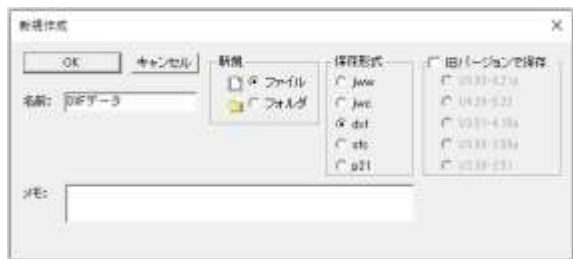 新規作成
OK
キャンセル
名前:
DXFデータ
新規
ファイル
フォルダ
保存形式
jww
jwc
dxf
sfc
p21
旧バージョンで保存
メモ: